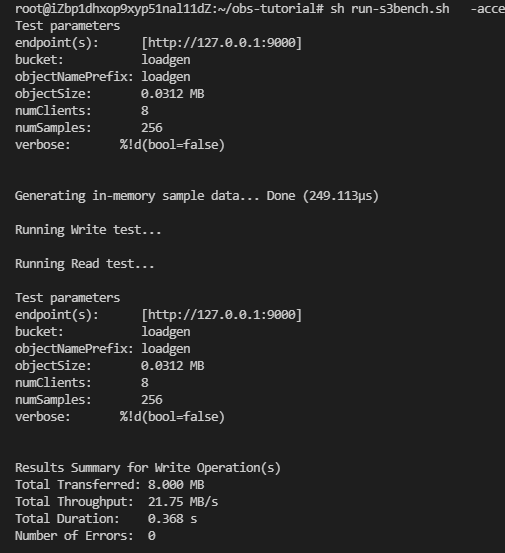 root@iZbp1dhxop9xyp51nal11dZ:~/obs-tutorial# sh run-s3bench.sh   -acce
Test parameters
endpoint(s):      [http://127.0.0.1:9000]
bucket:           loadgen
objectNamePrefix: loadgen
objectSize:       0.0312 MB
numClients:       8
numSamples:       256
verbose:       %!d(bool=false)
Generating in-memory sample data... Done (249.113µs)
Running Write test...
Running Read test...
Test parameters
endpoint(s):      [http://127.0.0.1:9000]
bucket:           loadgen
objectNamePrefix: loadgen
objectSize:       0.0312 MB
numClients:       8
numSamples:       256
verbose:       %!d(bool=false)
Results Summary for Write Operation(s)
Total Transferred: 8.000 MB
Total Throughput:  21.75 MB/s
Total Duration:    0.368 s
Number of Errors:  0